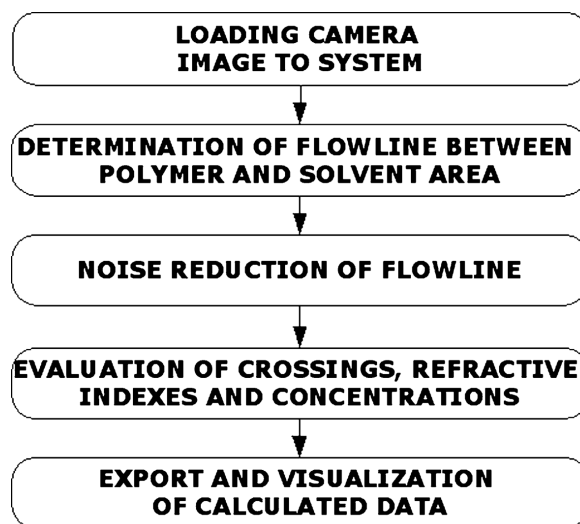 LOADING CAMERA
IMAGE TO SYSTEM
DETERMINATION OF FLOWLINE BETWEEN
POLYMER AND SOLVENT AREA
NOISE REDUCTION OF FLOWLINE
EVALUATION OF CROSSINGS, REFRACTIVE
INDEXES AND CONCENTRATIONS
EXPORT AND VISUALIZATION
OF CALCULATED DATA